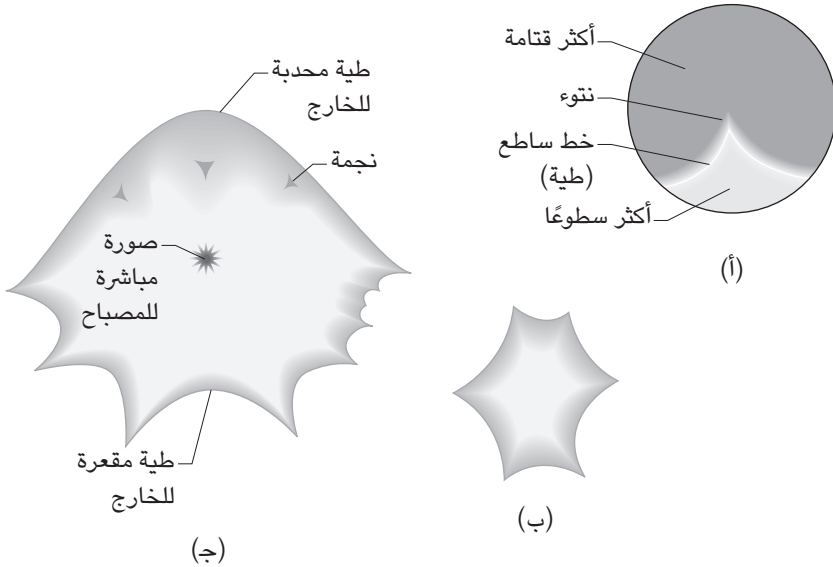 أكثر قتامة
نتوء
خط ساطع
(طية)
أكثر سطوعًا
(أ)
طية محدبة
للخارج
نجمة
صورة
مباشرة
للمصباح
طية مقعرة
للخارج
(ب)
(ج)